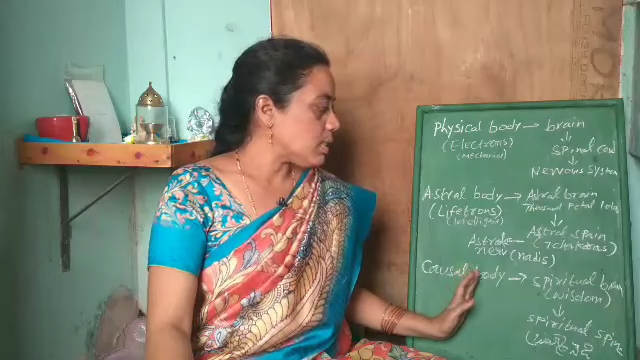 Physical body → brain
(Electrons)
(mechanical)
spinal cord
Nervous System
Astral body → Astral brain
(Lifetrons)
(intelligent)
Thousand Petal lotus
Astral spin
(7chakras)
Astral
nerv (nadis)
Causal body → spiritual brain
(wisdom)
spiritual spin